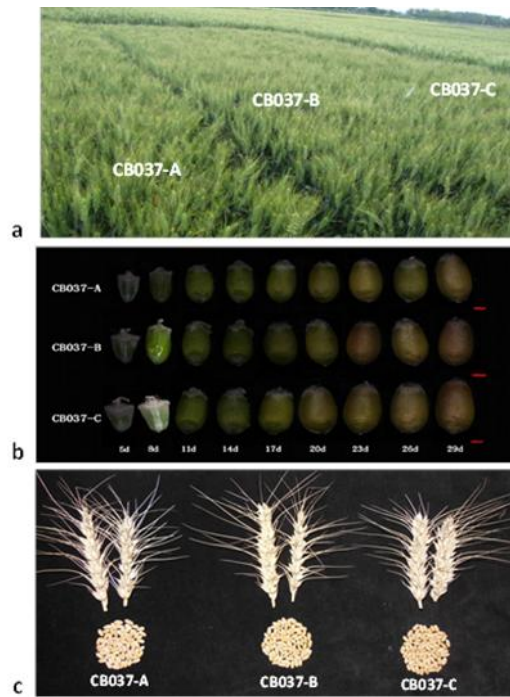 CB037-C
CB037-B
CB037-A
a
CB037-A
CB037-B
CB037-C
5d 8d 11d 14d 17d 20d 23d 26d 29d
b
CB037-A CB037-B CB037-C
c